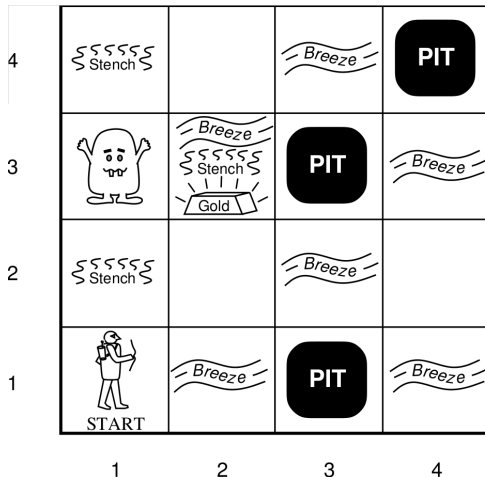 4
Stench
Breeze
PIT
3
Breeze
Stench
Gold
PIT
Breeze
2
Stench
Breeze
1
START
Breeze
PIT
Breeze
1 2 3 4